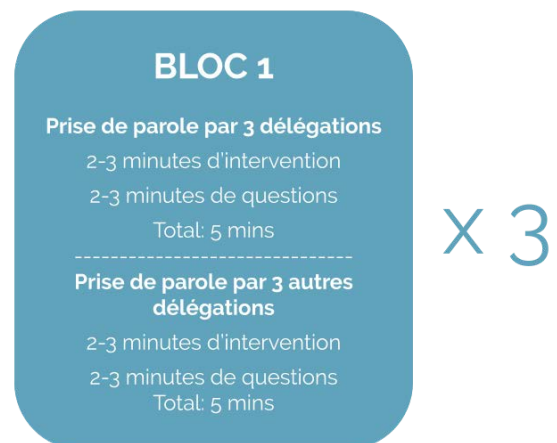 BLOC 1
Prise de parole par 3 délégations
2-3 minutes d'intervention
2-3 minutes de questions
Total: 5 mins
--------------------------------
Prise de parole par 3 autres
délégations
2-3 minutes d'intervention
2-3 minutes de questions
Total: 5 mins
x 3